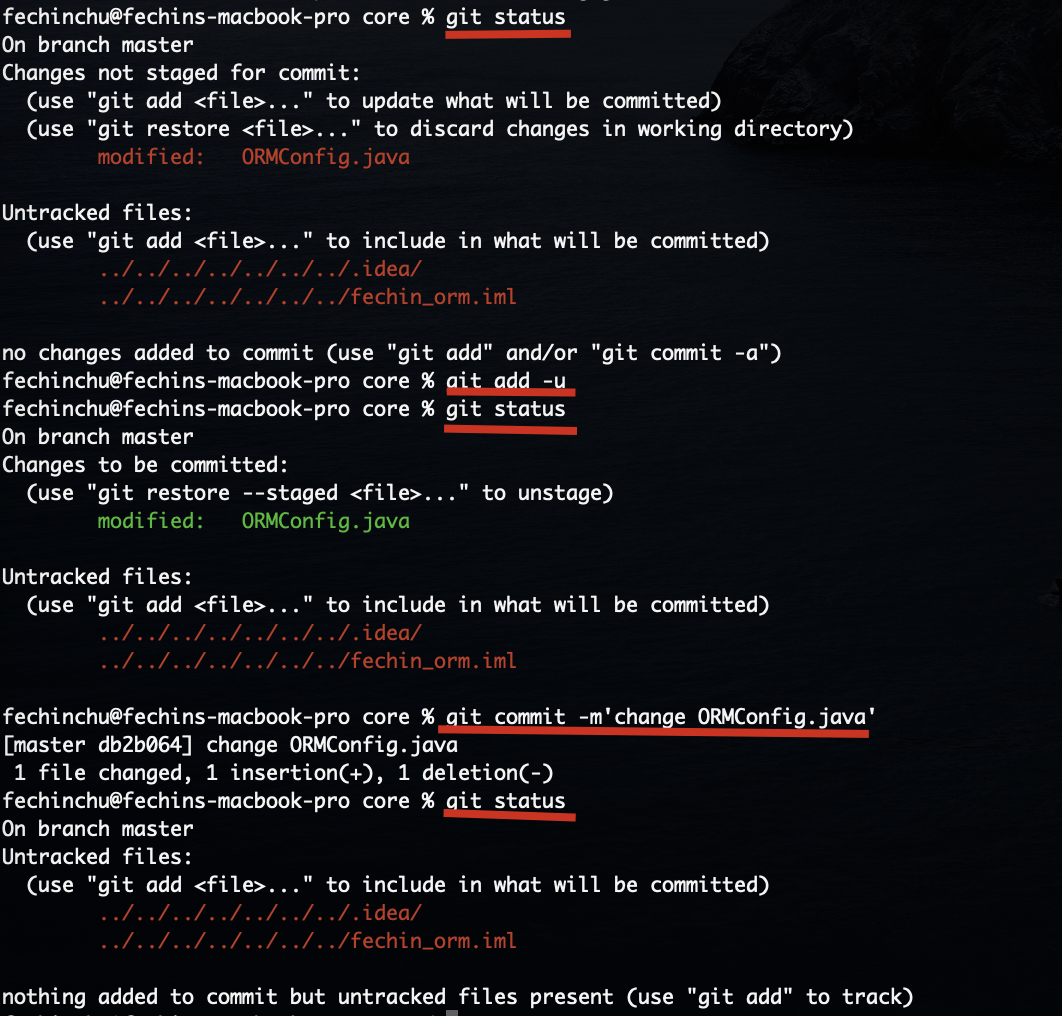 fechinchu@fechins-macbook-pro core % git status
On branch master
Changes not staged for commit:
  (use "git add <file>..." to update what will be committed)
  (use "git restore <file>..." to discard changes in working directory)
        modified:   ORMConfig.java

Untracked files:
  (use "git add <file>..." to include in what will be committed)
        ../../../../../../../.idea/
        ../../../../../../../fechin_orm.iml

no changes added to commit (use "git add" and/or "git commit -a")
fechinchu@fechins-macbook-pro core % git add -u
fechinchu@fechins-macbook-pro core % git status
On branch master
Changes to be committed:
  (use "git restore --staged <file>..." to unstage)
        modified:   ORMConfig.java

Untracked files:
  (use "git add <file>..." to include in what will be committed)
        ../../../../../../../.idea/
        ../../../../../../../fechin_orm.iml

fechinchu@fechins-macbook-pro core % git commit -m'change ORMConfig.java'
[master db2b064] change ORMConfig.java
 1 file changed, 1 insertion(+), 1 deletion(-)
fechinchu@fechins-macbook-pro core % git status
On branch master
Untracked files:
  (use "git add <file>..." to include in what will be committed)
        ../../../../../../../.idea/
        ../../../../../../../fechin_orm.iml

nothing added to commit but untracked files present (use "git add" to track)